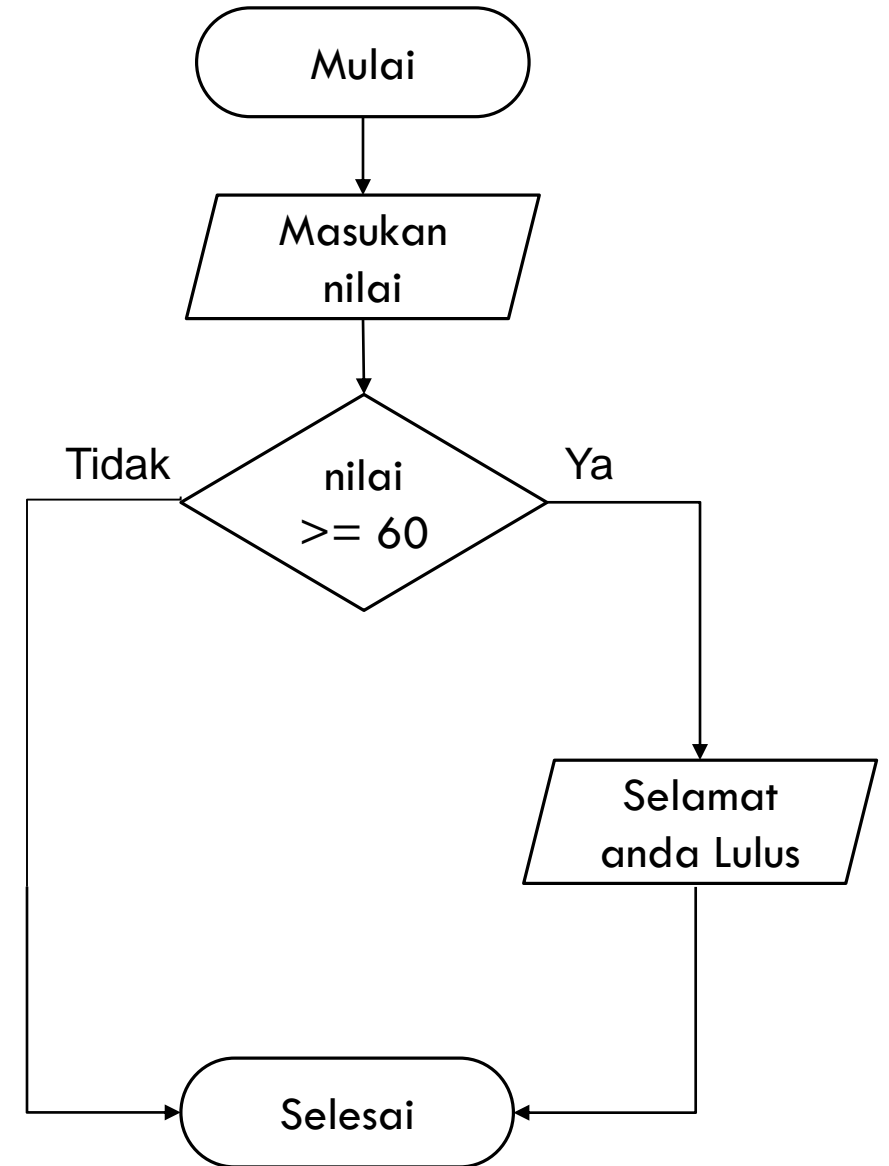 Mulai
Masukan
nilai
Tidak
nilai
>= 60
Ya
Selamat
anda Lulus
Selesai